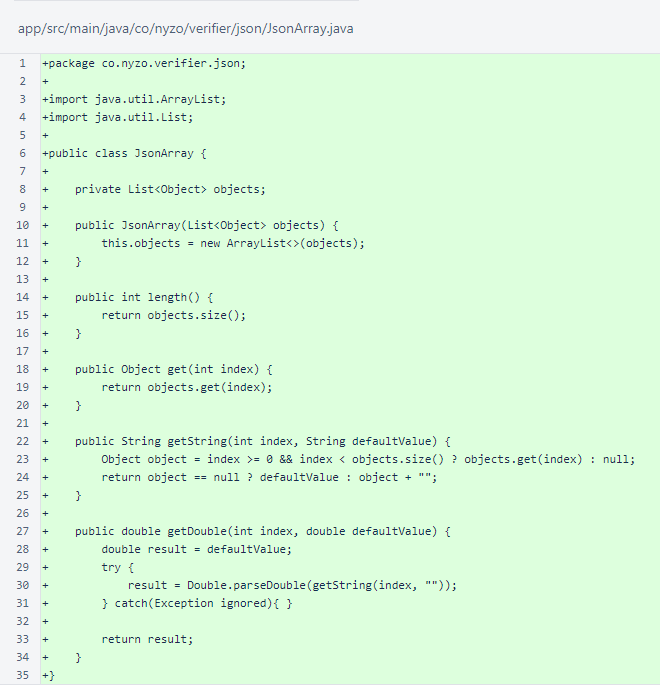 app/src/main/java/co/nyzo/verifier/json/JsonArray.java
1 +package co.nyzo.verifier.json;
2 +
3 +import java.util.ArrayList;
4 +import java.util.List;
5 +
6 +public class JsonArray {
7 +
8 +    private List<Object> objects;
9 +
10 +    public JsonArray(List<Object> objects) {
11 +        this.objects = new ArrayList<>(objects);
12 +    }
13 +
14 +    public int length() {
15 +        return objects.size();
16 +    }
17 +
18 +    public Object get(int index) {
19 +        return objects.get(index);
20 +    }
21 +
22 +    public String getString(int index, String defaultValue) {
23 +        Object object = index >= 0 && index < objects.size() ? objects.get(index) : null;
24 +        return object == null ? defaultValue : object + "";
25 +    }
26 +
27 +    public double getDouble(int index, double defaultValue) {
28 +        double result = defaultValue;
29 +        try {
30 +            result = Double.parseDouble(getString(index, ""));
31 +        } catch(Exception ignored){ }
32 +
33 +        return result;
34 +    }
35 +}